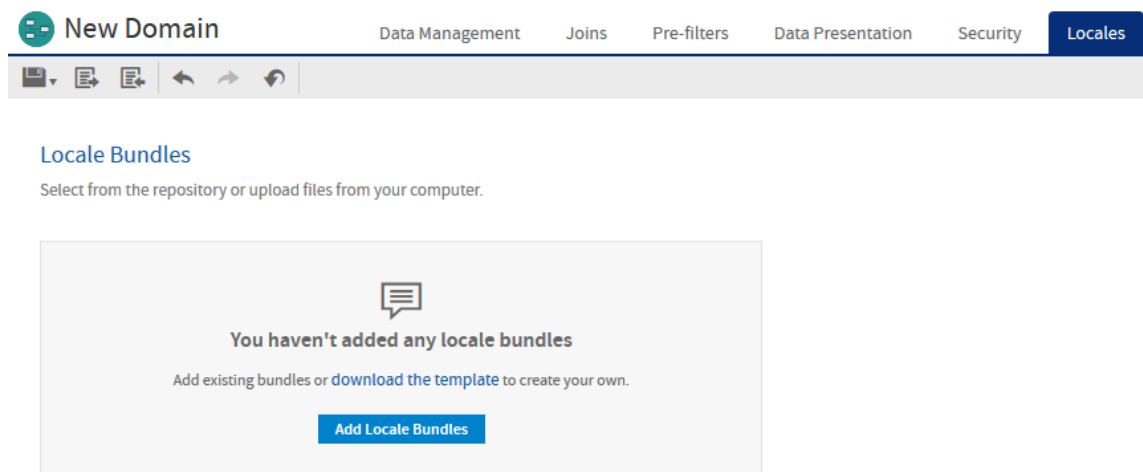 New Domain
Data Management Joins Pre-filters Data Presentation Security Locales
Locale Bundles
Select from the repository or upload files from your computer.
You haven't added any locale bundles
Add existing bundles or download the template to create your own.
Add Locale Bundles